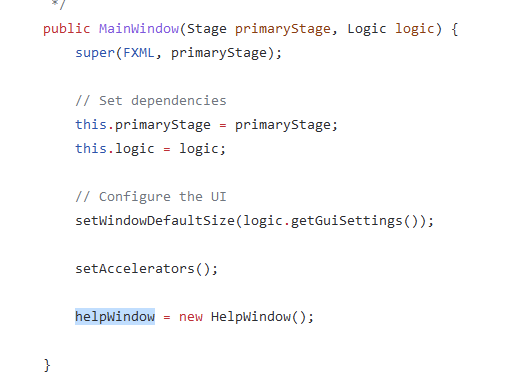 */
public MainWindow(Stage primaryStage, Logic logic) {
super(FXML, primaryStage);
// Set dependencies
this.primaryStage = primaryStage;
this.logic = logic;
// Configure the UI
setWindowDefaultSize(logic.getGuiSettings());
setAccelerators();
helpWindow = new HelpWindow();
}